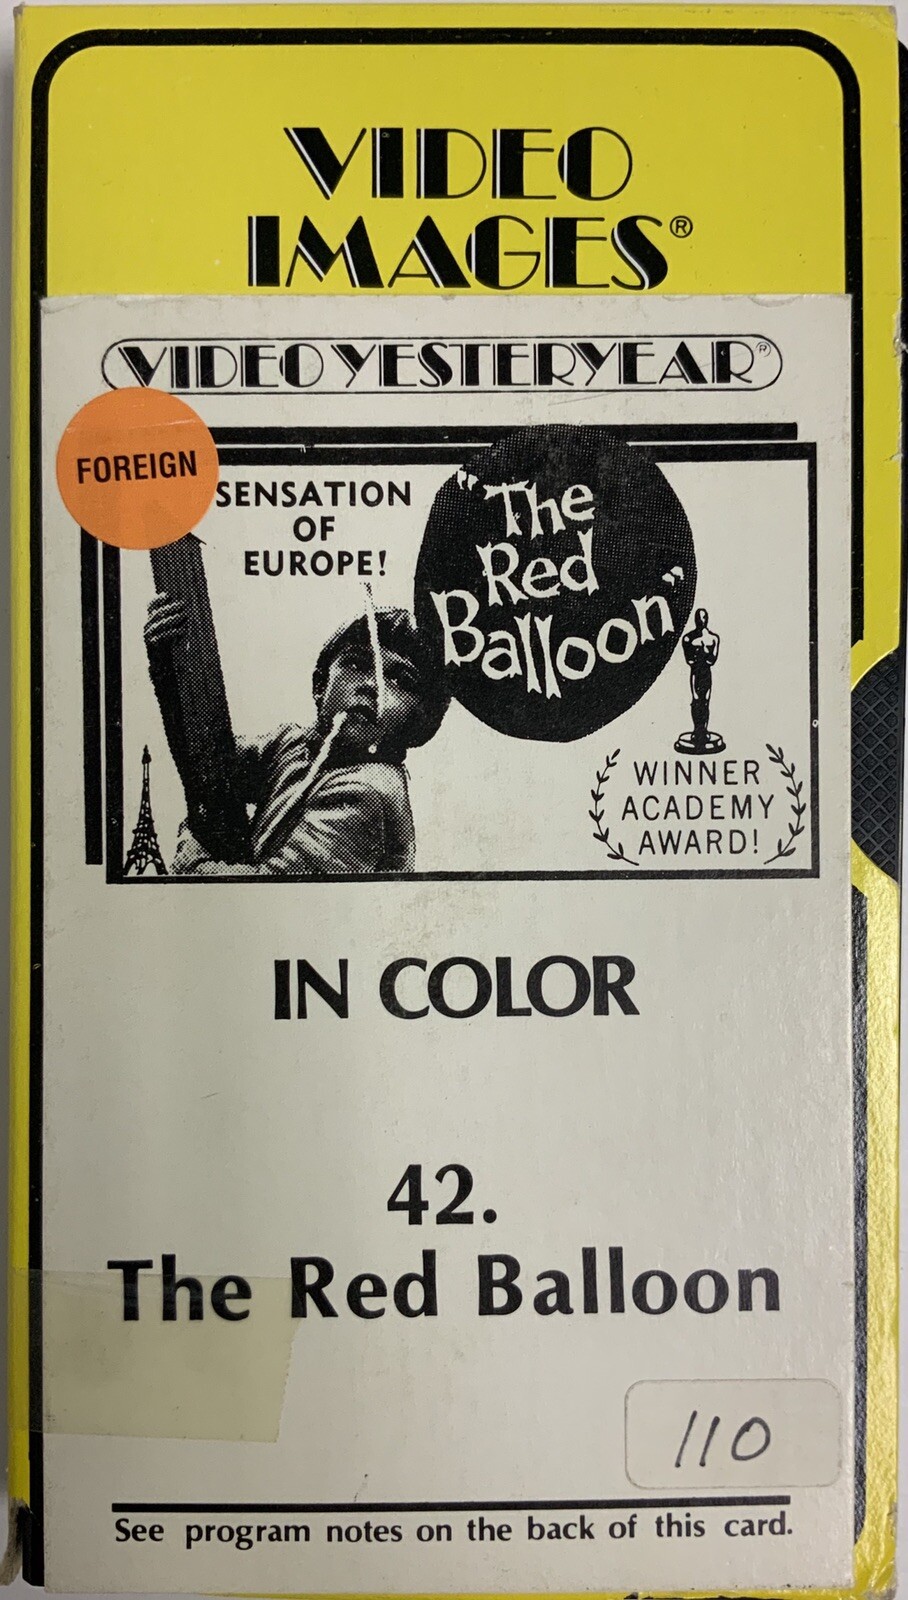 VIDEO
IMAGES®
VIDEO YESTERYEAR®
FOREIGN
SENSATION
OF
EUROPE!
"The
Red
Balloon"
WINNER
ACADEMY
AWARD!
IN COLOR
42.
The Red Balloon
110
See program notes on the back of this card.